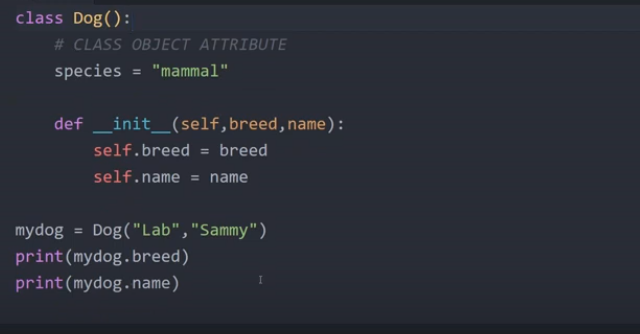 class Dog():
    # CLASS OBJECT ATTRIBUTE
    species = "mammal"
    def __init__(self,breed,name):
        self.breed = breed
        self.name = name
mydog = Dog("Lab","Sammy")
print(mydog.breed)
print(mydog.name)